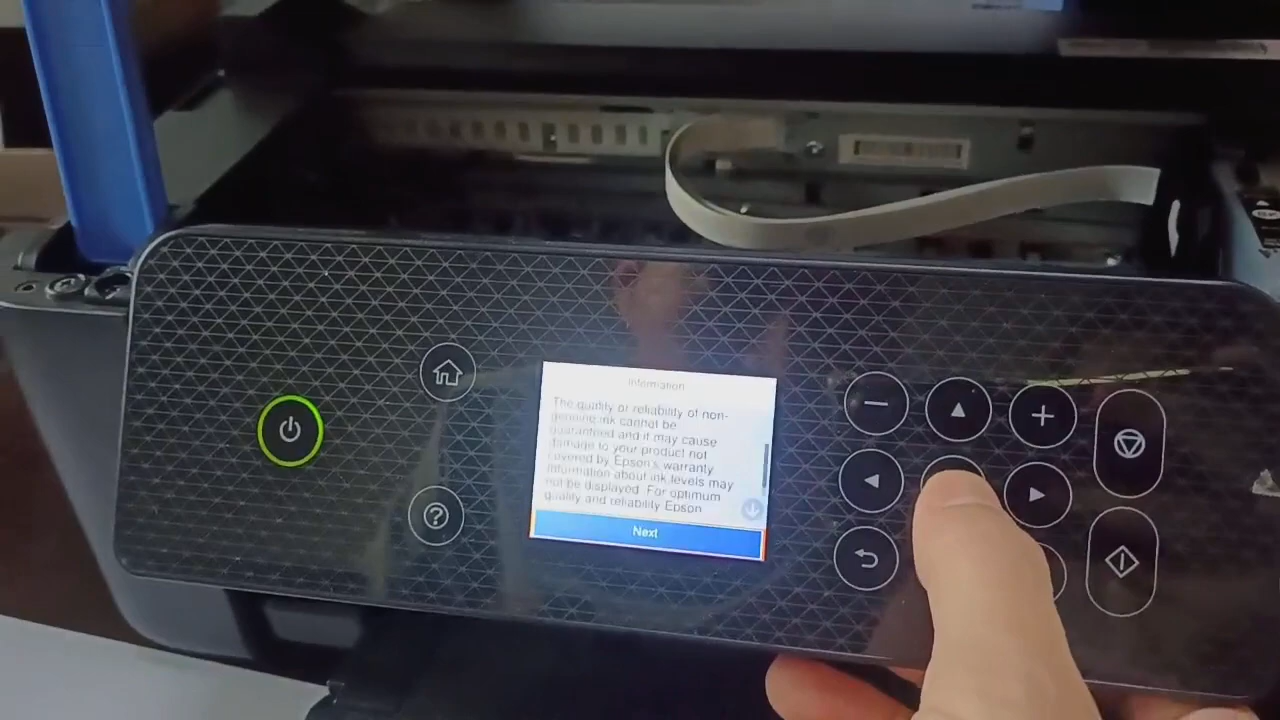 Information
The quality or reliability of non-
genuine ink cannot be
guaranteed and it may cause
damage to your product not
covered by Epson's warranty
Information about ink levels may
not be displayed. For optimum
quality and reliability Epson
Next